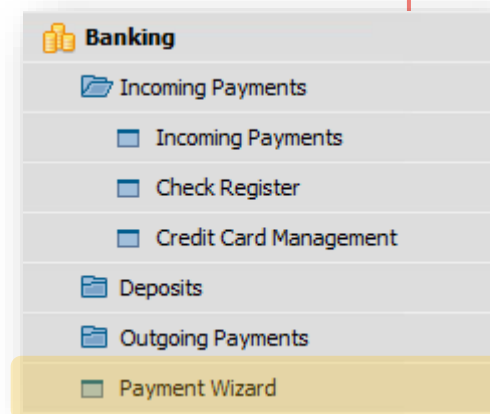 Banking
Incoming Payments
Incoming Payments
Check Register
Credit Card Management
Deposits
Outgoing Payments
Payment Wizard